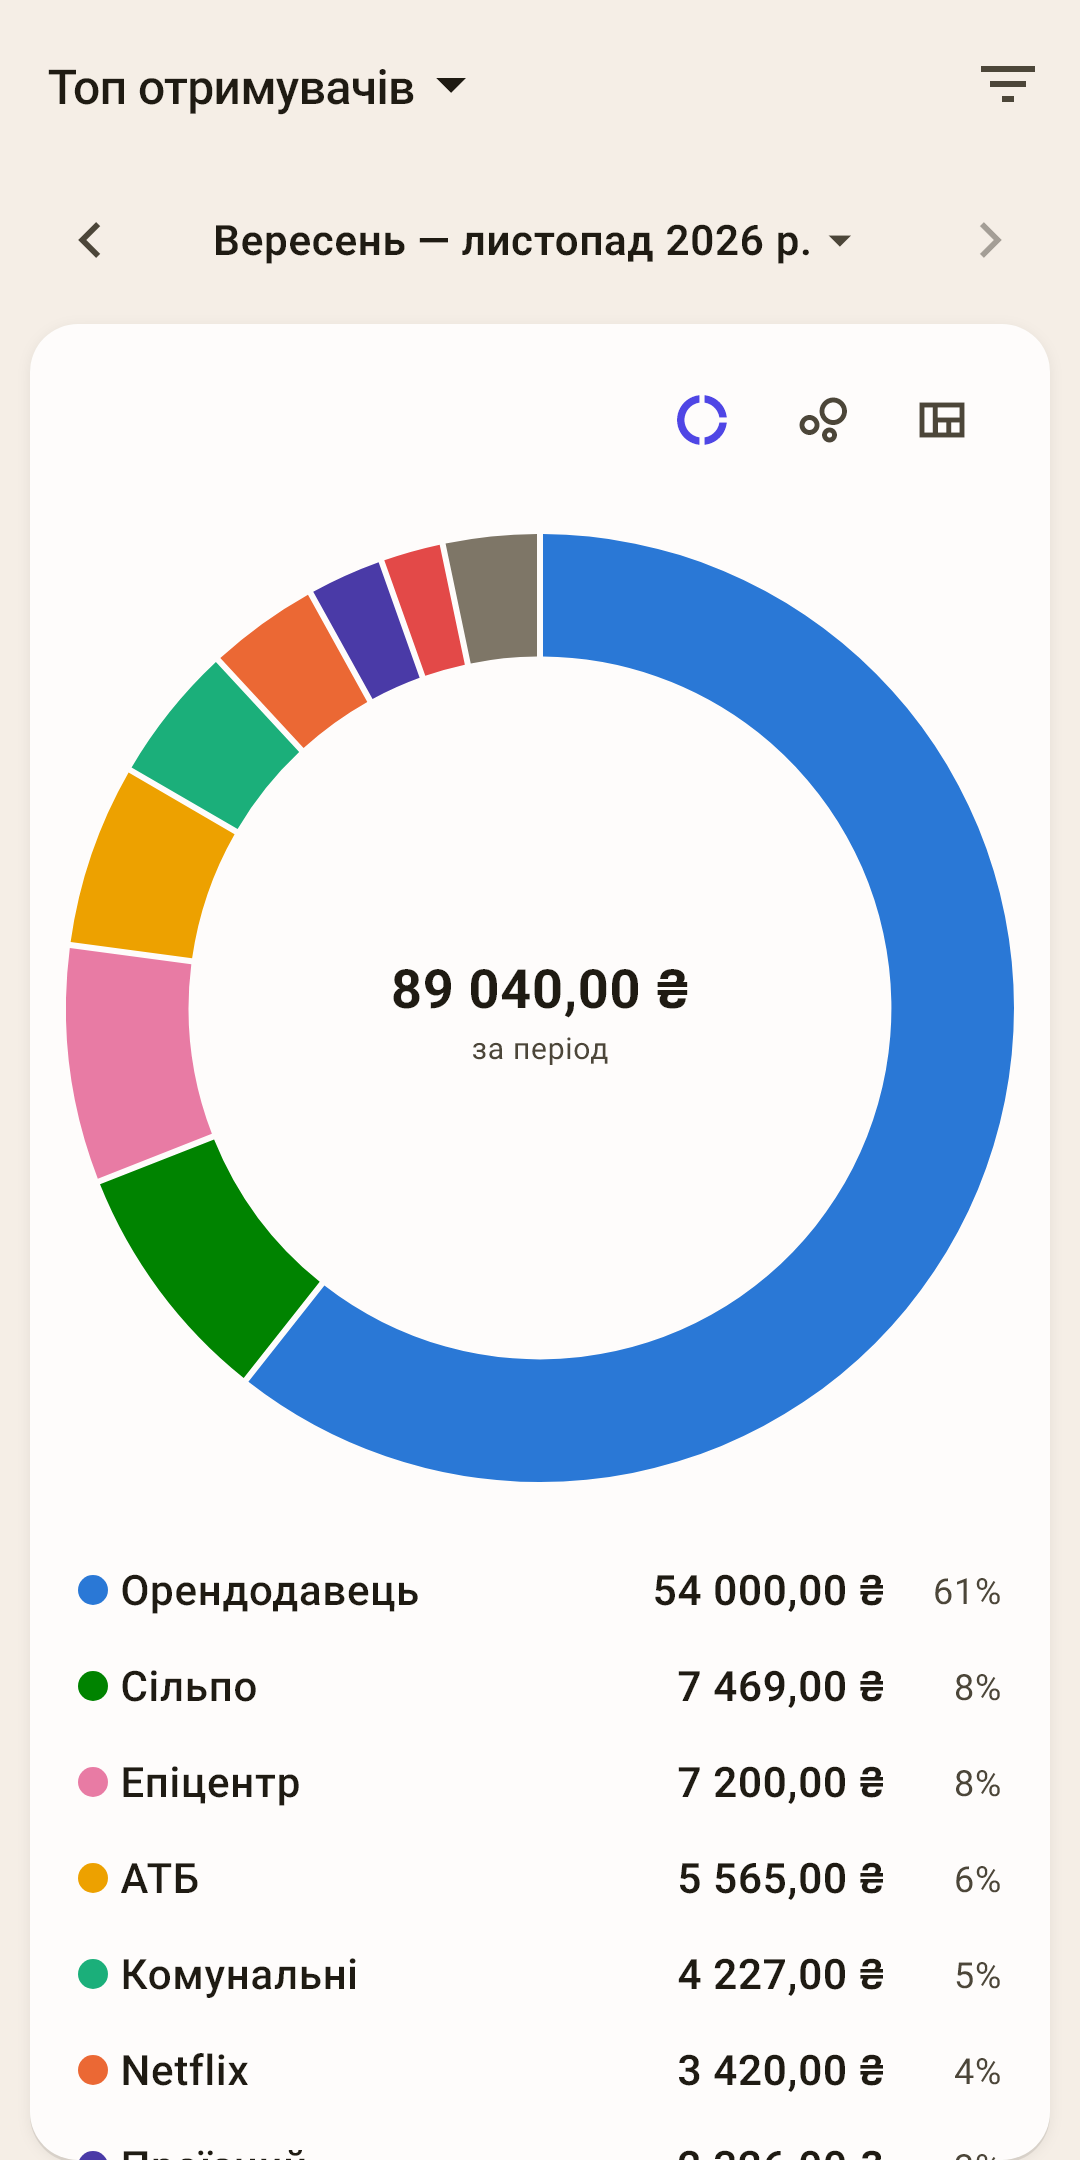 Топ отримувачів
Вересень — листопад 2026 р.
89 040,00 ₴
за період
Орендодавець 54 000,00 ₴ 61%
Сільпо 7 469,00 ₴ 8%
Епіцентр 7 200,00 ₴ 8%
АТБ 5 565,00 ₴ 6%
Комунальні 4 227,00 ₴ 5%
Netflix 3 420,00 ₴ 4%